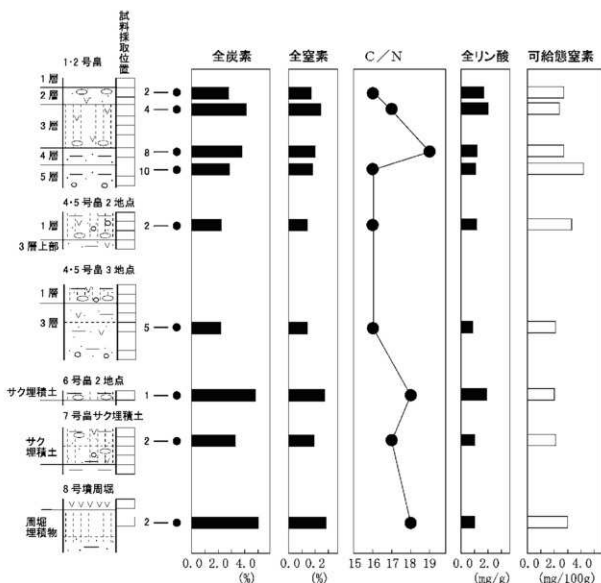 試料採取位置
全炭素 全窒素 C／N 全リン酸 可給態窒素
1・2号畠
1層
2層
3層
4層
5層
2
4
8
10
4・5号畠2地点
1層
3層上部
2
4・5号畠3地点
1層
3層
5
6号畠2地点
サク埋積土
1
7号畠サク埋積土
サク
埋積土
2
8号墳周堀
周堀
埋積物
2
0.0 2.0 4.0
(%)
0.0 0.2
(%)
15 16 17 18 19
0.0 2.0
(mg/g)
0.0 2.0 4.0
(mg/100g)